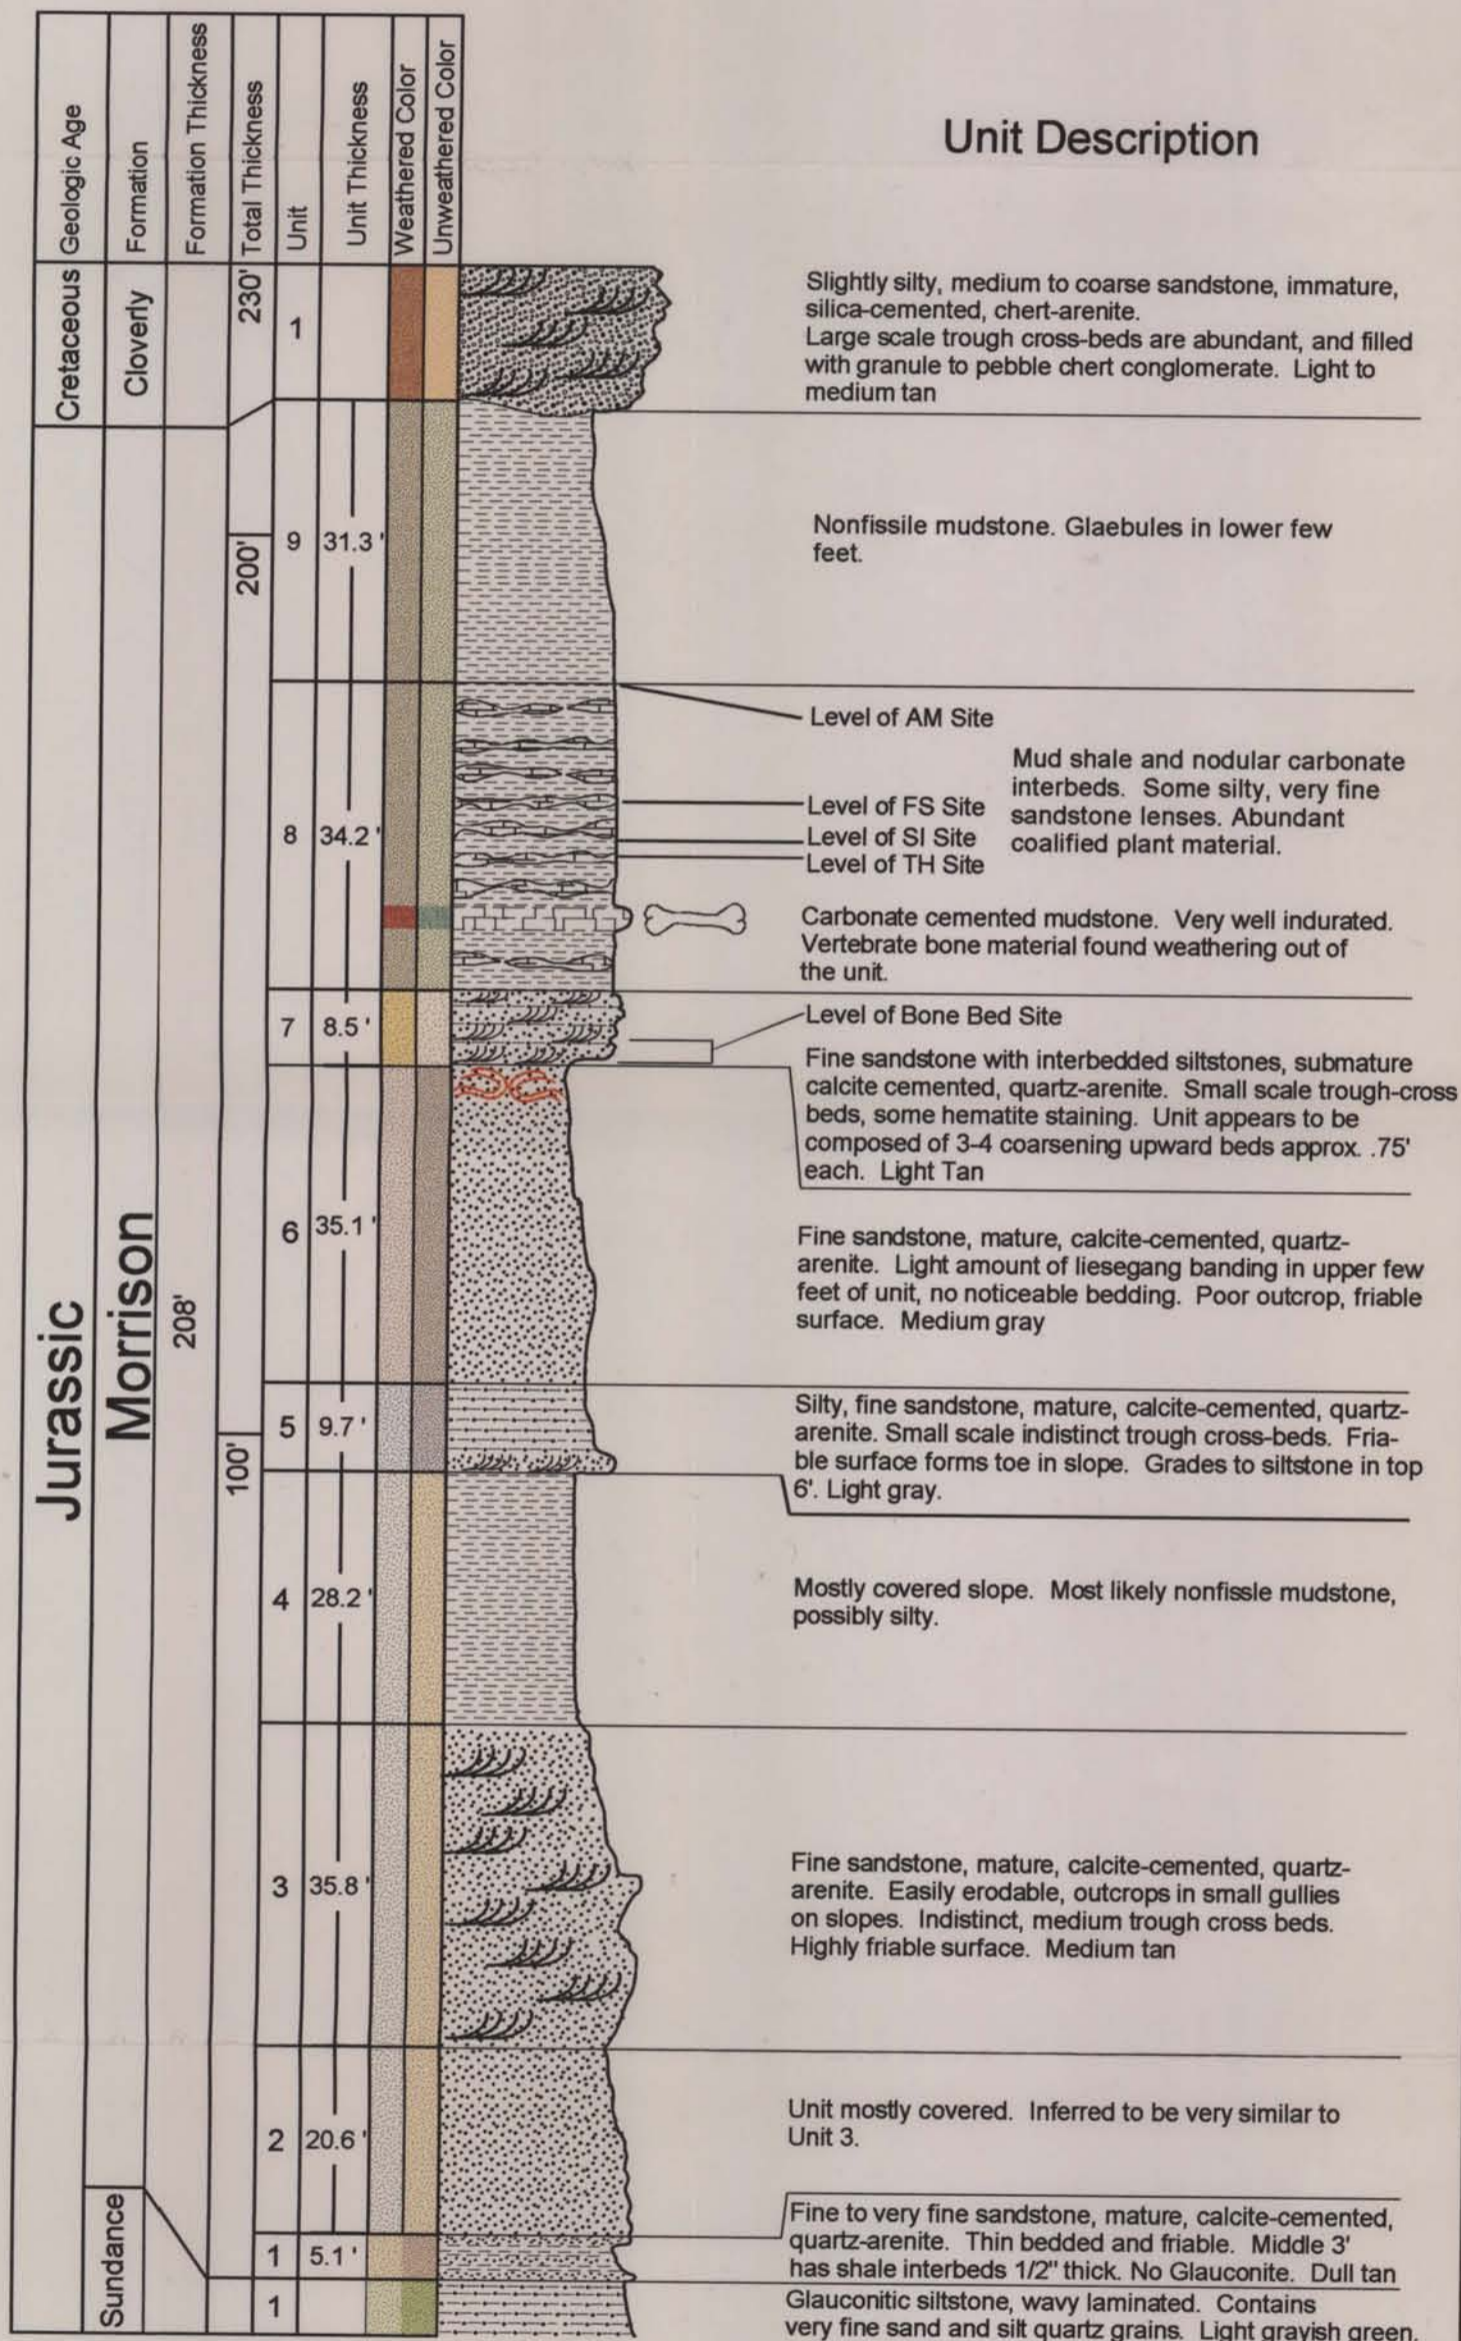 Unit Description
Geologic Age
Formation
Formation Thickness
Total Thickness
Unit
Unit Thickness
Weathered Color
Unweathered Color
Cretaceous
Cloverly
230'
1
Slightly silty, medium to coarse sandstone, immature,
silica-cemented, chert-arenite.
Large scale trough cross-beds are abundant, and filled
with granule to pebble chert conglomerate. Light to
medium tan
Jurassic
Morrison
208'
200'
9
31.3 '
Nonfissile mudstone. Glaebules in lower few
feet.
8
34.2 '
Level of AM Site
Mud shale and nodular carbonate
interbeds. Some silty, very fine
sandstone lenses. Abundant
coalified plant material.
Level of FS Site
Level of SI Site
Level of TH Site
Carbonate cemented mudstone. Very well indurated.
Vertebrate bone material found weathering out of
the unit.
7
8.5 '
Level of Bone Bed Site
Fine sandstone with interbedded siltstones, submature
calcite cemented, quartz-arenite. Small scale trough-cross
beds, some hematite staining. Unit appears to be
composed of 3-4 coarsening upward beds approx. .75'
each. Light Tan
6
35.1 '
Fine sandstone, mature, calcite-cemented, quartz-
arenite. Light amount of liesegang banding in upper few
feet of unit, no noticeable bedding. Poor outcrop, friable
surface. Medium gray
100'
5
9.7 '
Silty, fine sandstone, mature, calcite-cemented, quartz-
arenite. Small scale indistinct trough cross-beds. Fria-
ble surface forms toe in slope. Grades to siltstone in top
6'. Light gray.
4
28.2 '
Mostly covered slope. Most likely nonfissle mudstone,
possibly silty.
3
35.8 '
Fine sandstone, mature, calcite-cemented, quartz-
arenite. Easily erodable, outcrops in small gullies
on slopes. Indistinct, medium trough cross beds.
Highly friable surface. Medium tan
2
20.6 '
Unit mostly covered. Inferred to be very similar to
Unit 3.
Sundance
1
5.1 '
Fine to very fine sandstone, mature, calcite-cemented,
quartz-arenite. Thin bedded and friable. Middle 3'
has shale interbeds 1/2" thick. No Glauconite. Dull tan
1
Glauconitic siltstone, wavy laminated. Contains
very fine sand and silt quartz grains. Light grayish green.